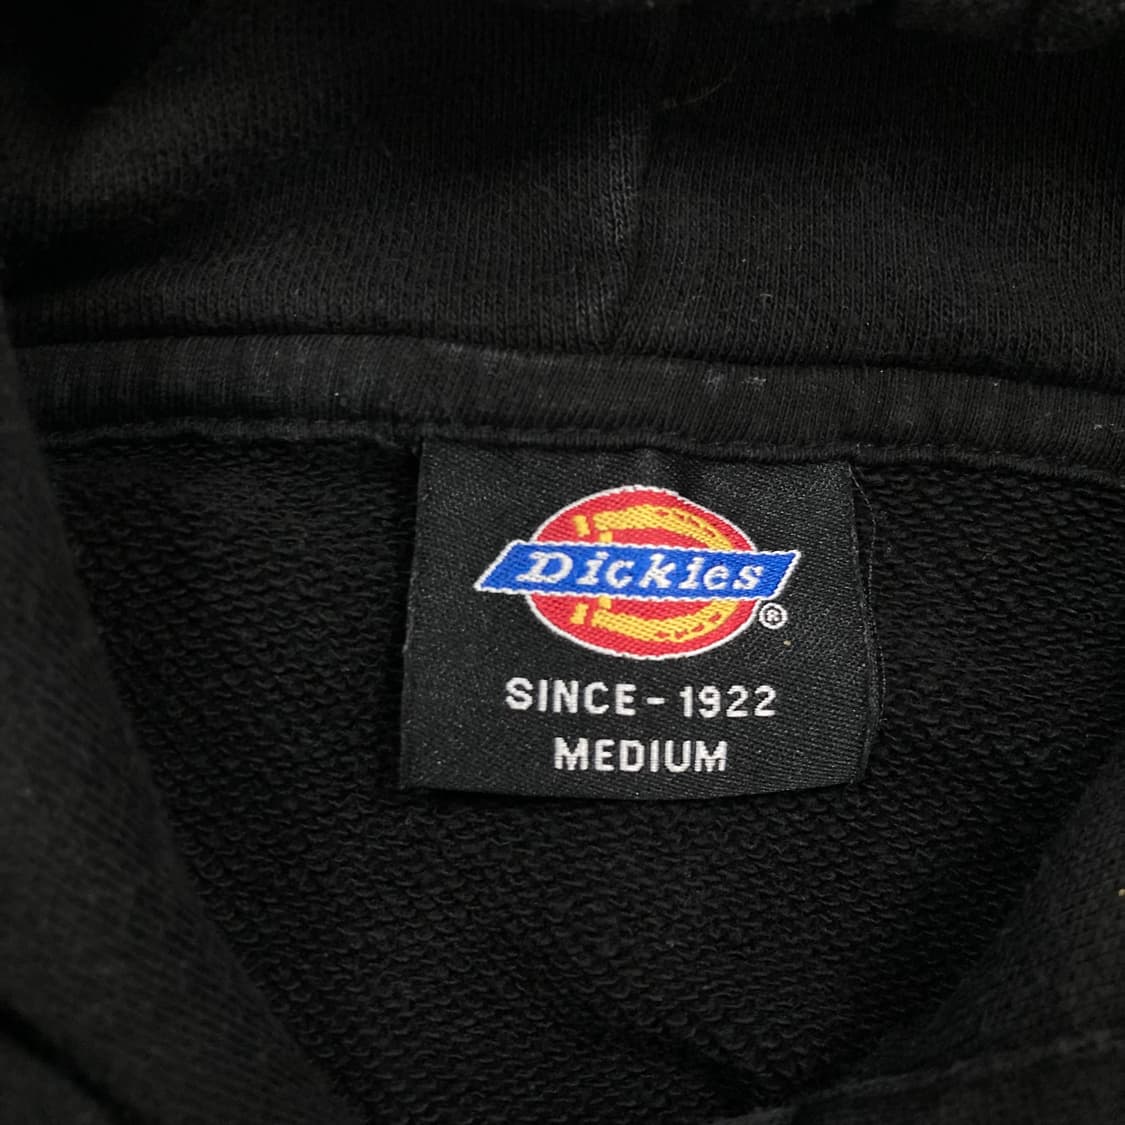 Dickies
®
SINCE - 1922
MEDIUM